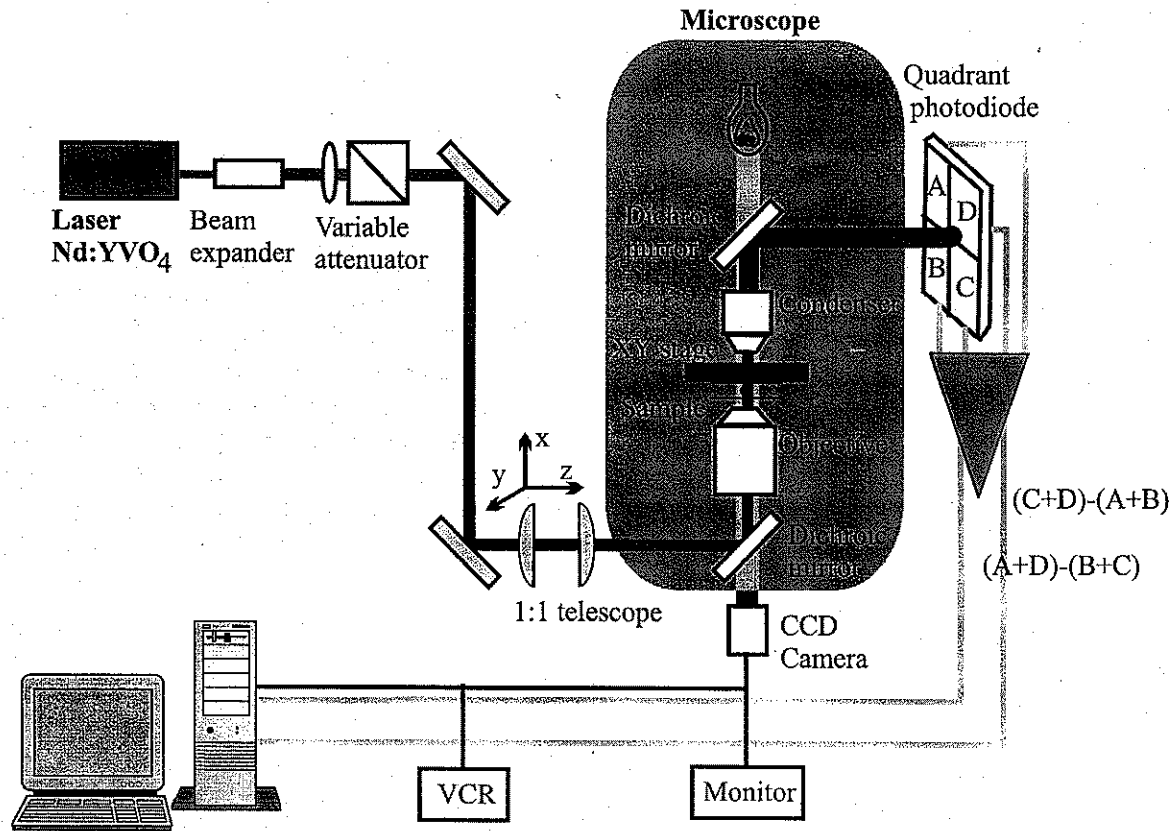 Microscope
Quadrant
photodiode
A
D
B
C
Laser
Nd:YVO4
Beam
expander
Variable
attenuator
Dichroic
mirror
Condenser
XY stage
Sample
Objective
x
y
z
(C+D)-(A+B)
Dichroic
mirror
(A+D)-(B+C)
1:1 telescope
CCD
Camera
VCR
Monitor